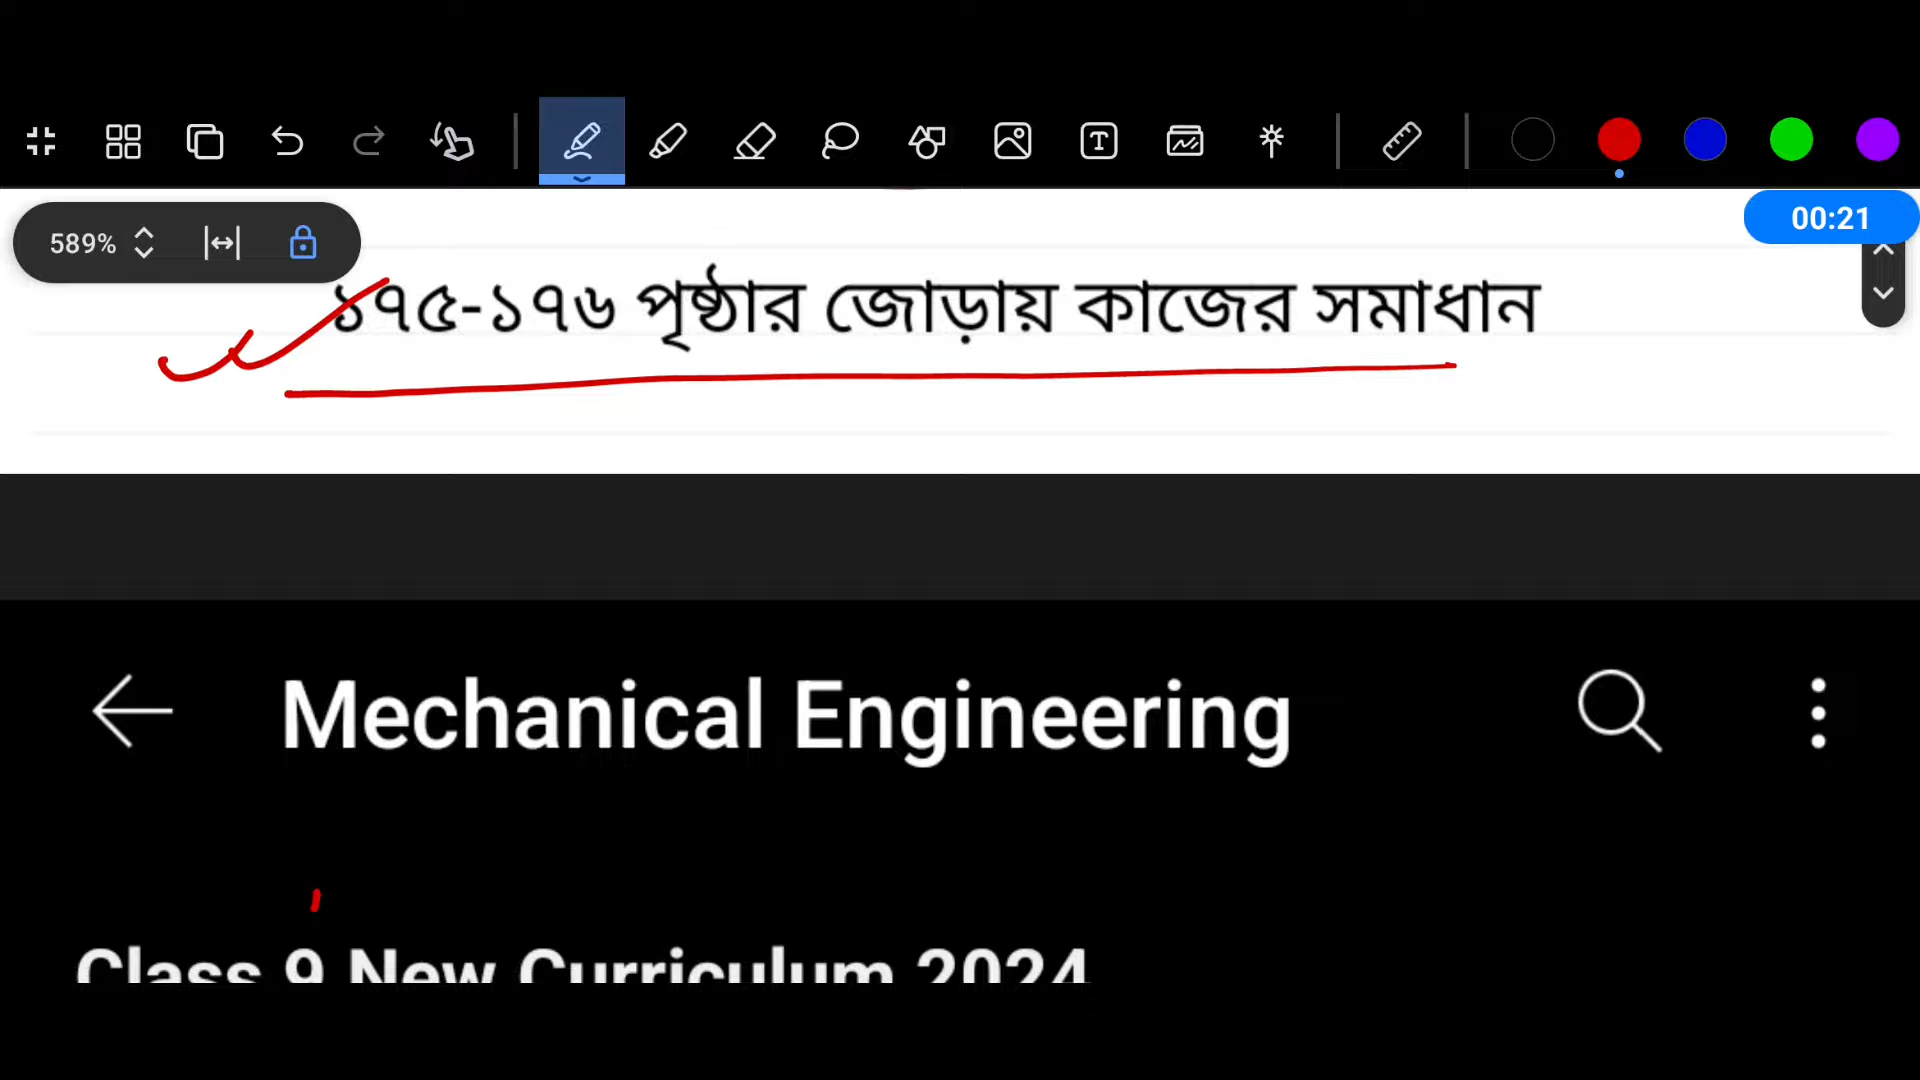 589%
00:21
১৭৫-১৭৬ পৃষ্ঠার জোড়ায় কাজের সমাধান
Mechanical Engineering
Class 9 New Curriculum 2024